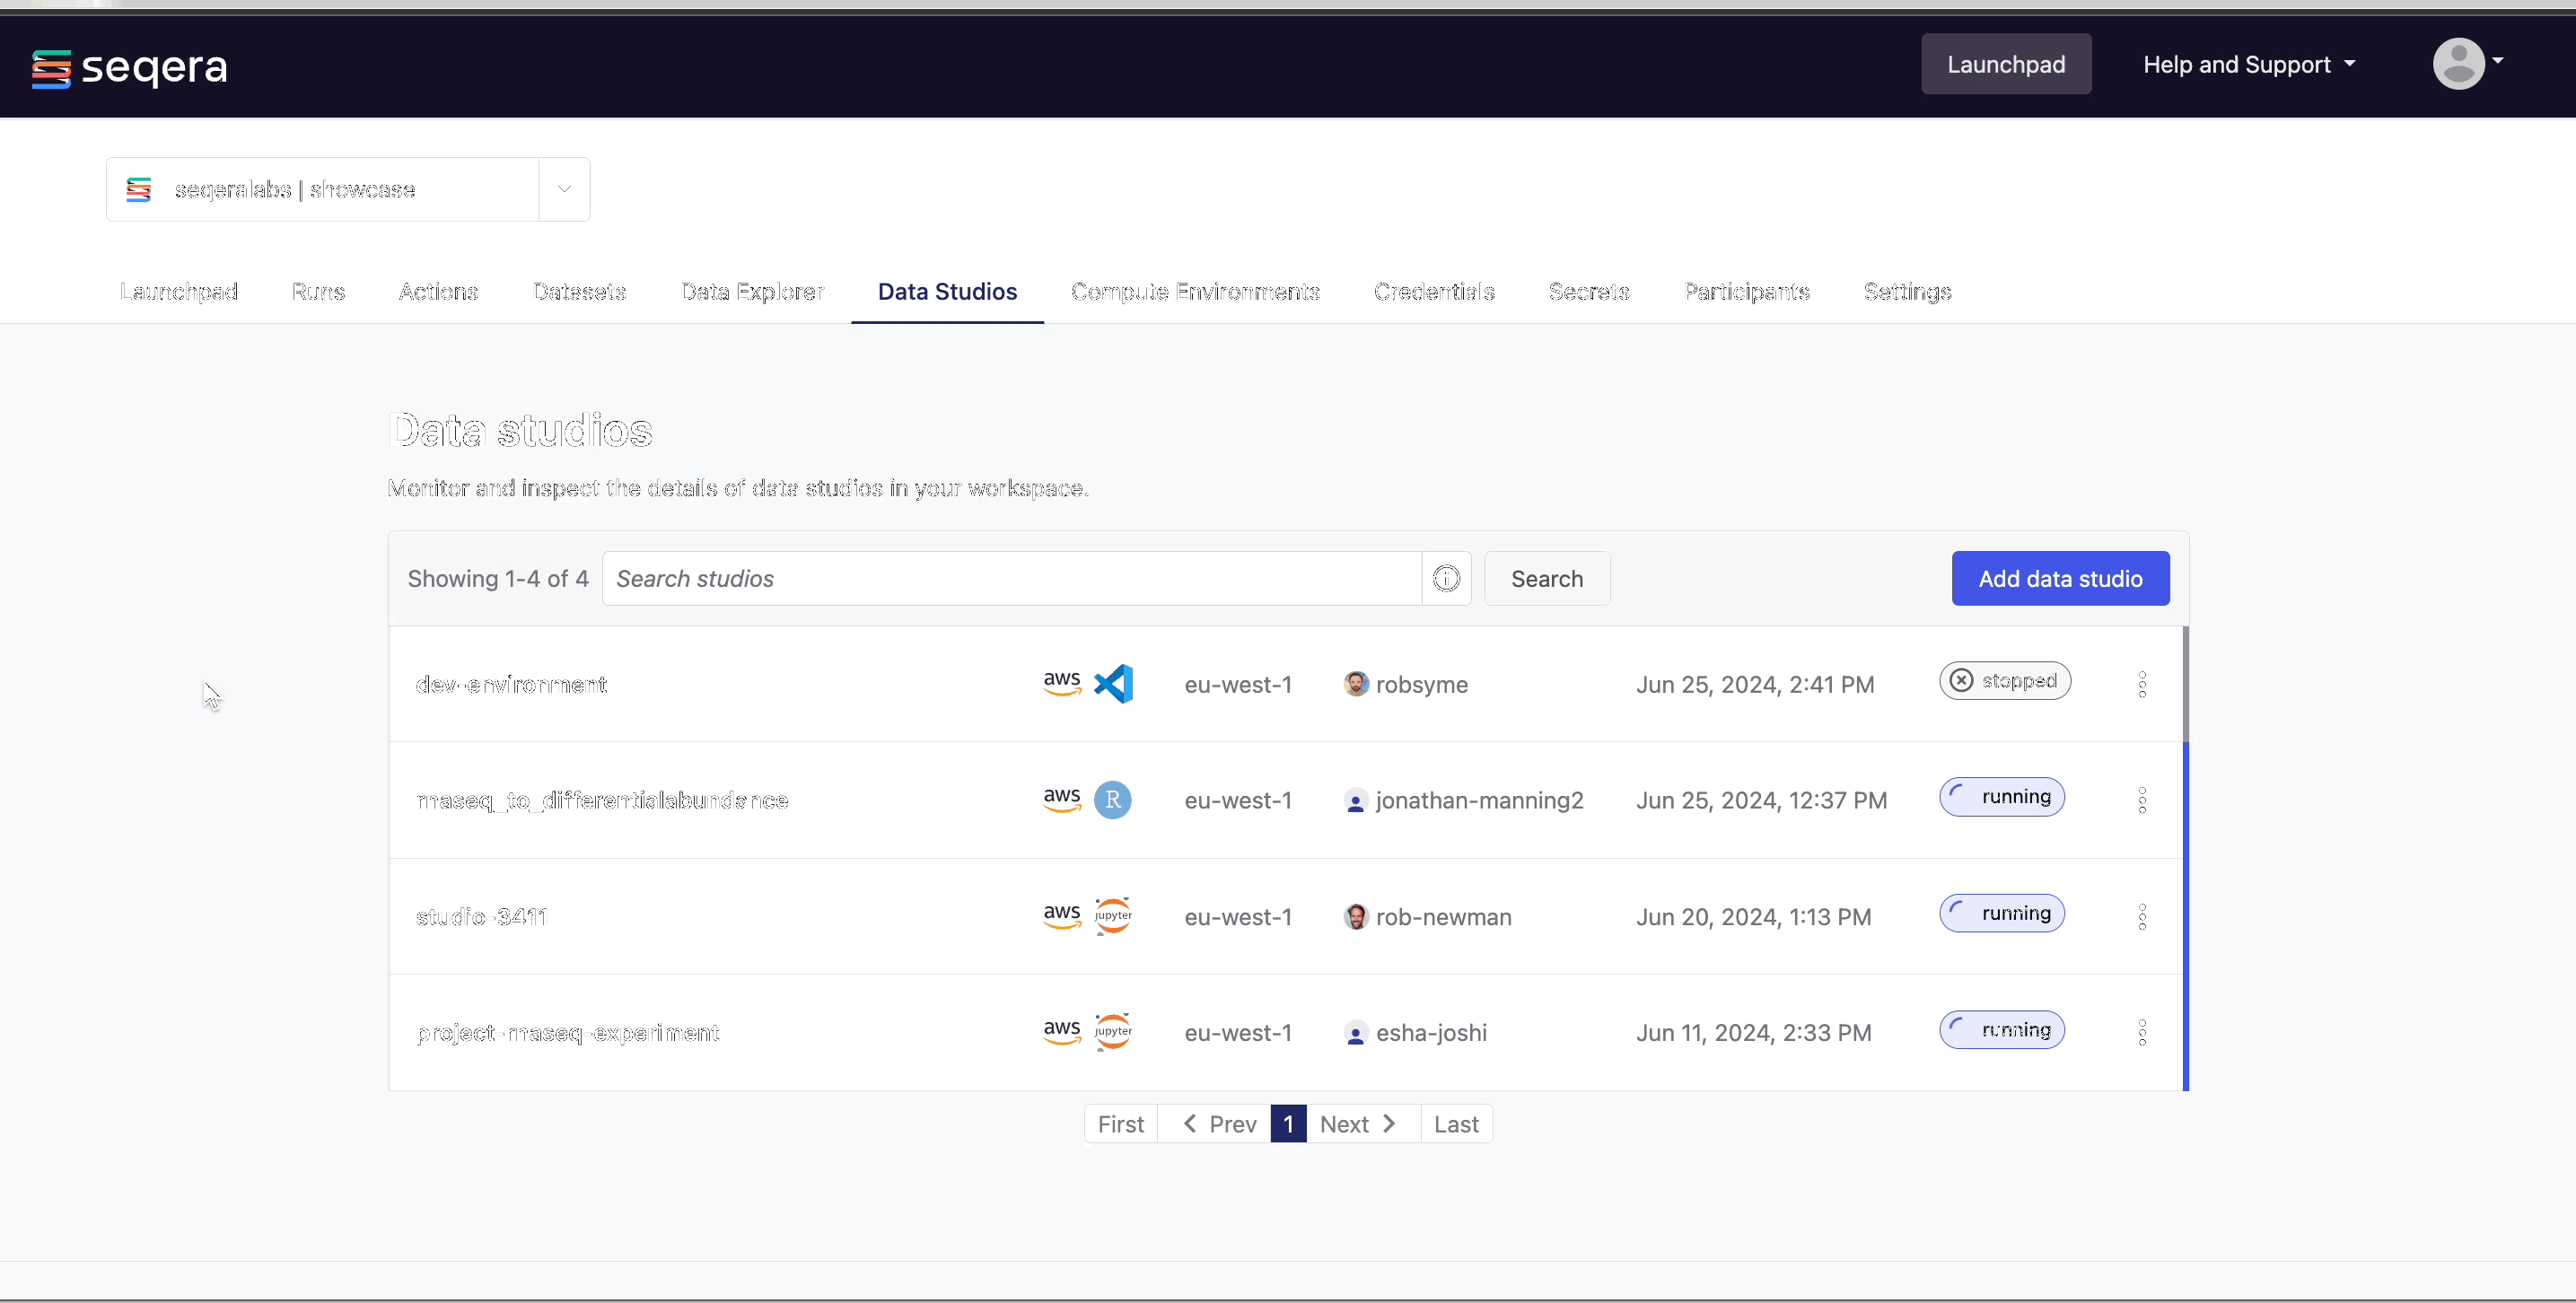 seqera
Launchpad
Help and Support
seqeralabs | showcase
Launchpad Runs Actions Datasets Data Explorer Data Studios Compute Environments Credentials Secrets Participants Settings
Data studios
Monitor and inspect the details of data studios in your workspace.
Showing 1-4 of 4 Search studios Search Add data studio
dev-environment aws eu-west-1 robsyme Jun 25, 2024, 2:41 PM stopped
rnaseq_to_differentialabundance aws R eu-west-1 jonathan-manning2 Jun 25, 2024, 12:37 PM running
studio-3411 aws jupyter eu-west-1 rob-newman Jun 20, 2024, 1:13 PM running
project-rnaseq-experiment aws jupyter eu-west-1 esha-joshi Jun 11, 2024, 2:33 PM running
First Prev 1 Next Last